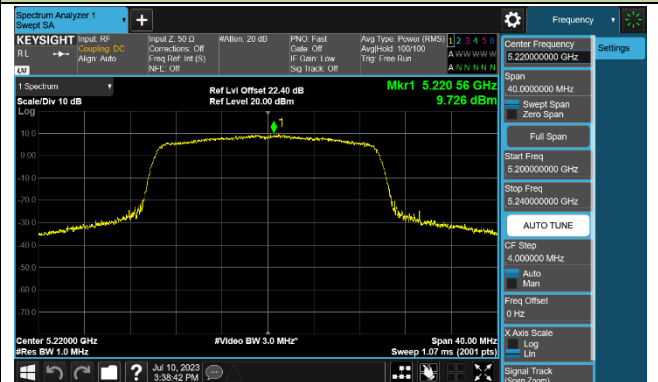 Spectrum Analyzer 1
Swept SA
+
Frequency
KEYSIGHT
RL
LXI
Input: RF
Coupling: DC
Align: Auto
Input Z: 50 Ω
Corrections: Off
Freq Ref: Int (S)
NFE: Off
#Atten: 20 dB
PNO: Fast
Gate: Off
IF Gain: Low
Sig Track: Off
Avg Type: Power (RMS)
Avg|Hold: 100/100
Trig: Free Run
1 2 3 4 5 6
A W W W W W
A N N N N N
1 Spectrum
Scale/Div 10 dB
Log
Ref Lvl Offset 22.40 dB
Ref Level 20.00 dBm
Mkr1 5.220 56 GHz
9.726 dBm
1
10.0
0.00
-10.0
-20.0
-30.0
-40.0
-50.0
-60.0
-70.0
Center 5.22000 GHz
#Res BW 1.0 MHz
#Video BW 3.0 MHz*
Span 40.00 MHz
Sweep 1.07 ms (2001 pts)
Jul 10, 2023
3:38:42 PM
?
Center Frequency
5.220000000 GHz
Span
40.0000000 MHz
Swept Span
Zero Span
Full Span
Start Freq
5.200000000 GHz
Stop Freq
5.240000000 GHz
AUTO TUNE
CF Step
4.000000 MHz
Auto
Man
Freq Offset
0 Hz
X Axis Scale
Log
Lin
Signal Track
(Span Zoom)
Settings